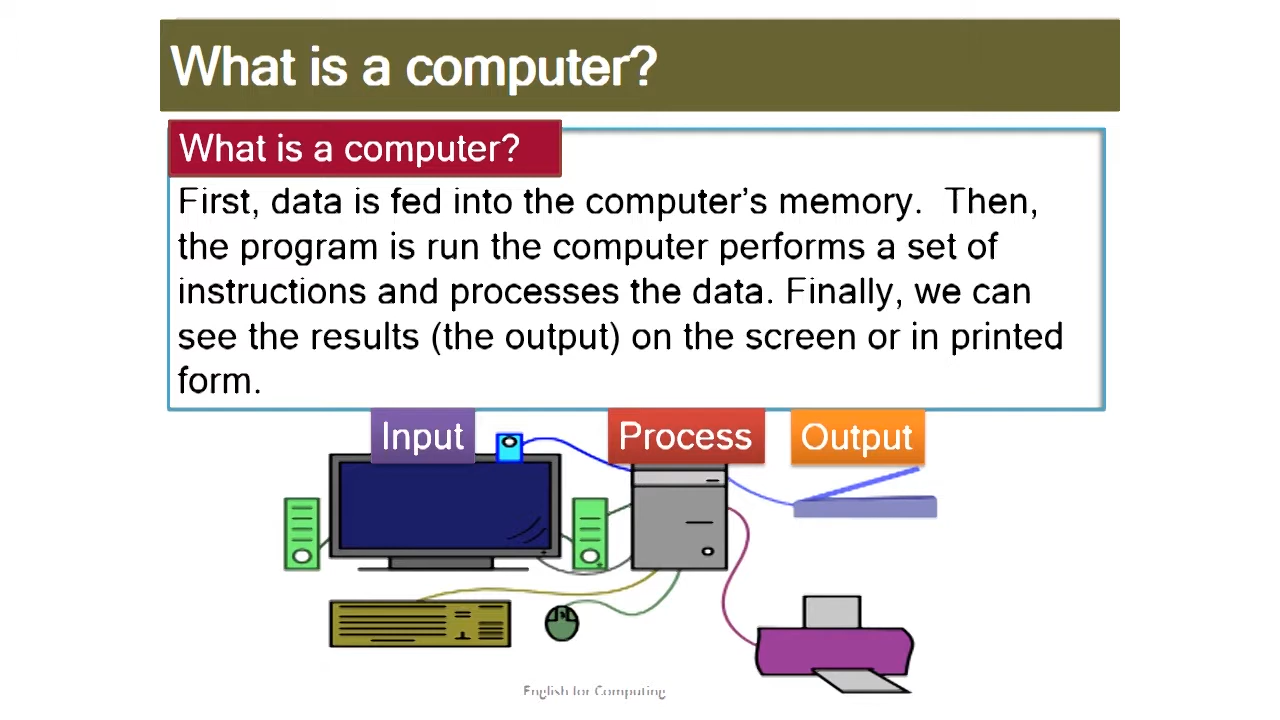 What is a computer?
What is a computer?
First, data is fed into the computer's memory. Then,
the program is run the computer performs a set of
instructions and processes the data. Finally, we can
see the results (the output) on the screen or in printed
form.
Input
Process
Output
English for Computing